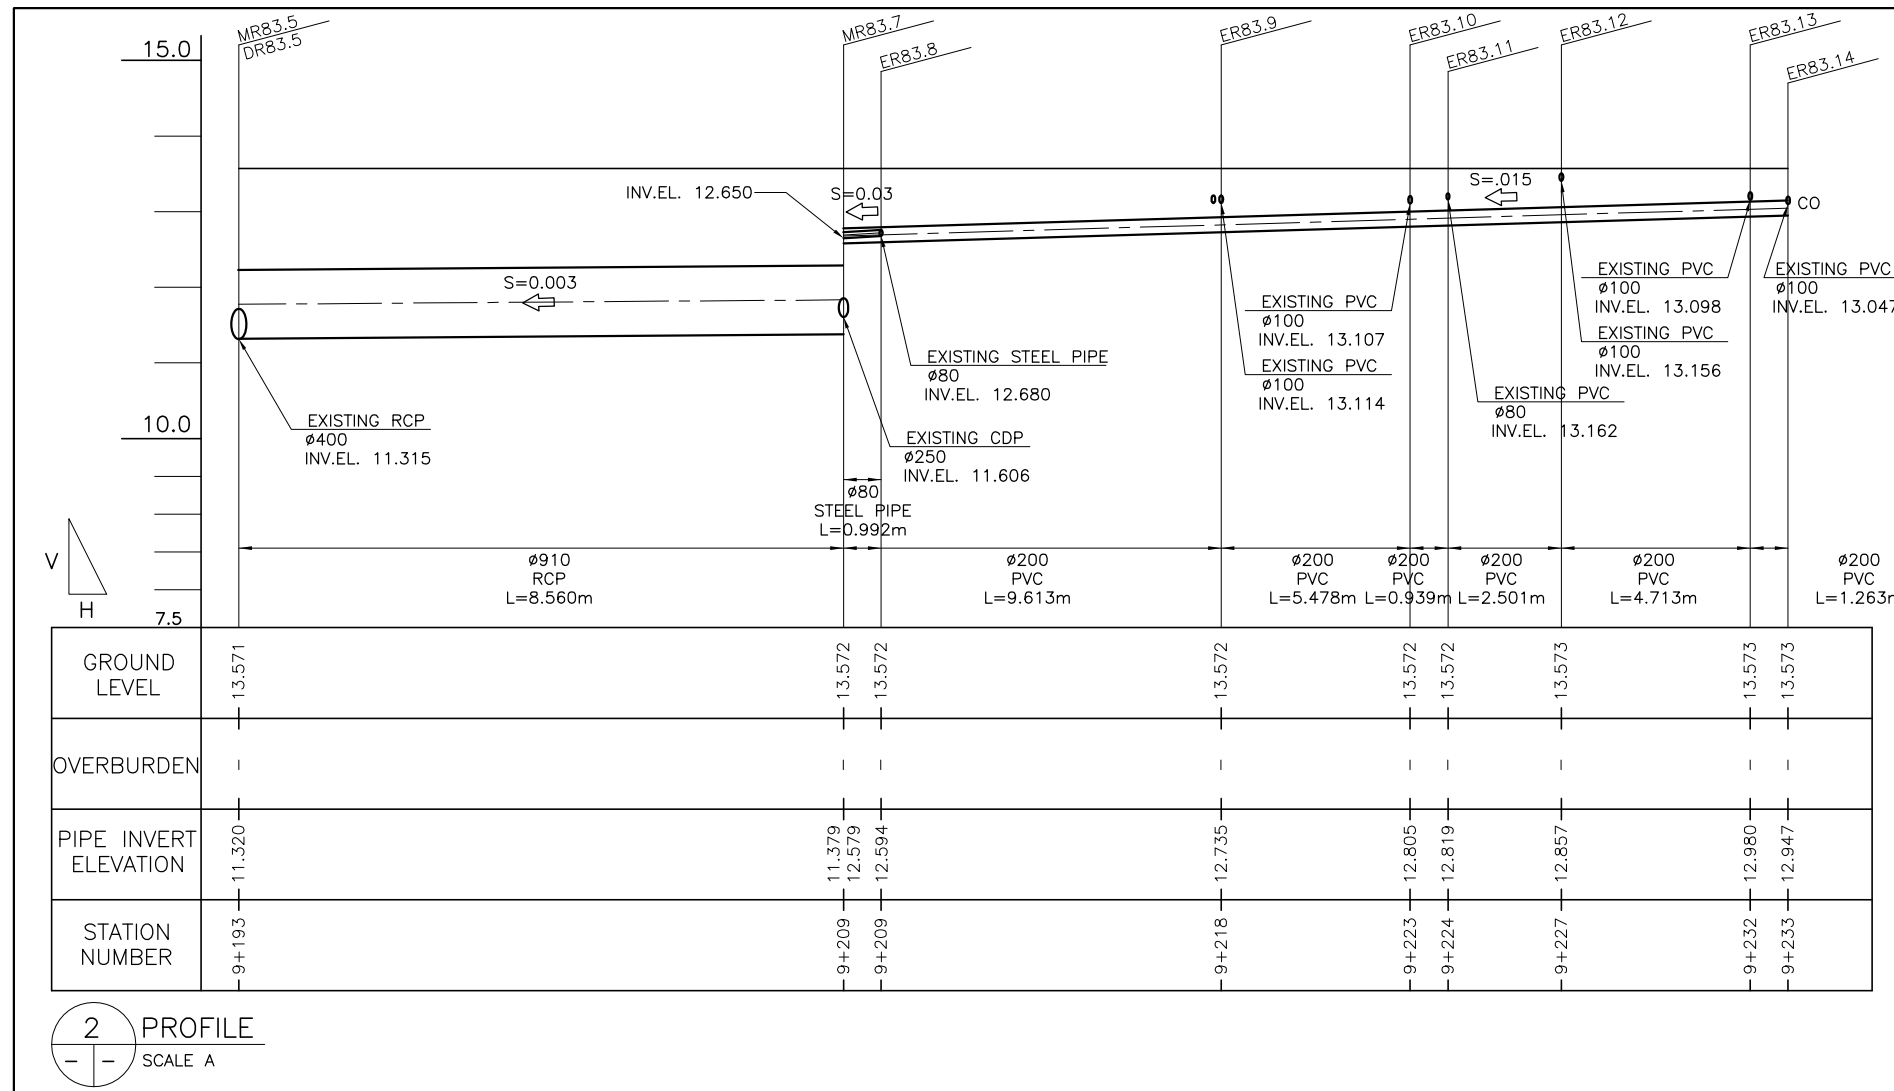 MR83.5
DR83.5
MR83.7
ER83.8
ER83.9
ER83.10
ER83.11
ER83.12
ER83.13
ER83.14
15.0
10.0
7.5
V
H
INV.EL. 12.650
S=0.03
S=.015
S=0.003
CO
EXISTING RCP
ø400
INV.EL. 11.315
EXISTING STEEL PIPE
ø80
INV.EL. 12.680
EXISTING CDP
ø250
INV.EL. 11.606
EXISTING PVC
ø100
INV.EL. 13.107
EXISTING PVC
ø100
INV.EL. 13.114
EXISTING PVC
ø80
INV.EL. 13.162
EXISTING PVC
ø100
INV.EL. 13.098
EXISTING PVC
ø100
INV.EL. 13.156
EXISTING PVC
ø100
INV.EL. 13.047
ø80
STEEL PIPE
L=0.992m
ø910
RCP
L=8.560m
ø200
PVC
L=9.613m
ø200
PVC
L=5.478m
ø200
PVC
L=0.939m
ø200
PVC
L=2.501m
ø200
PVC
L=4.713m
ø200
PVC
L=1.263m
GROUND
LEVEL
13.571
13.572
13.572
13.572
13.572
13.572
13.573
13.573
13.573
OVERBURDEN
- - - - - - - - -
PIPE INVERT
ELEVATION
11.320
11.379
12.579
12.594
12.735
12.805
12.819
12.857
12.980
12.947
STATION
NUMBER
9+193
9+209
9+209
9+218
9+223
9+224
9+227
9+232
9+233
2
- -
PROFILE
SCALE A